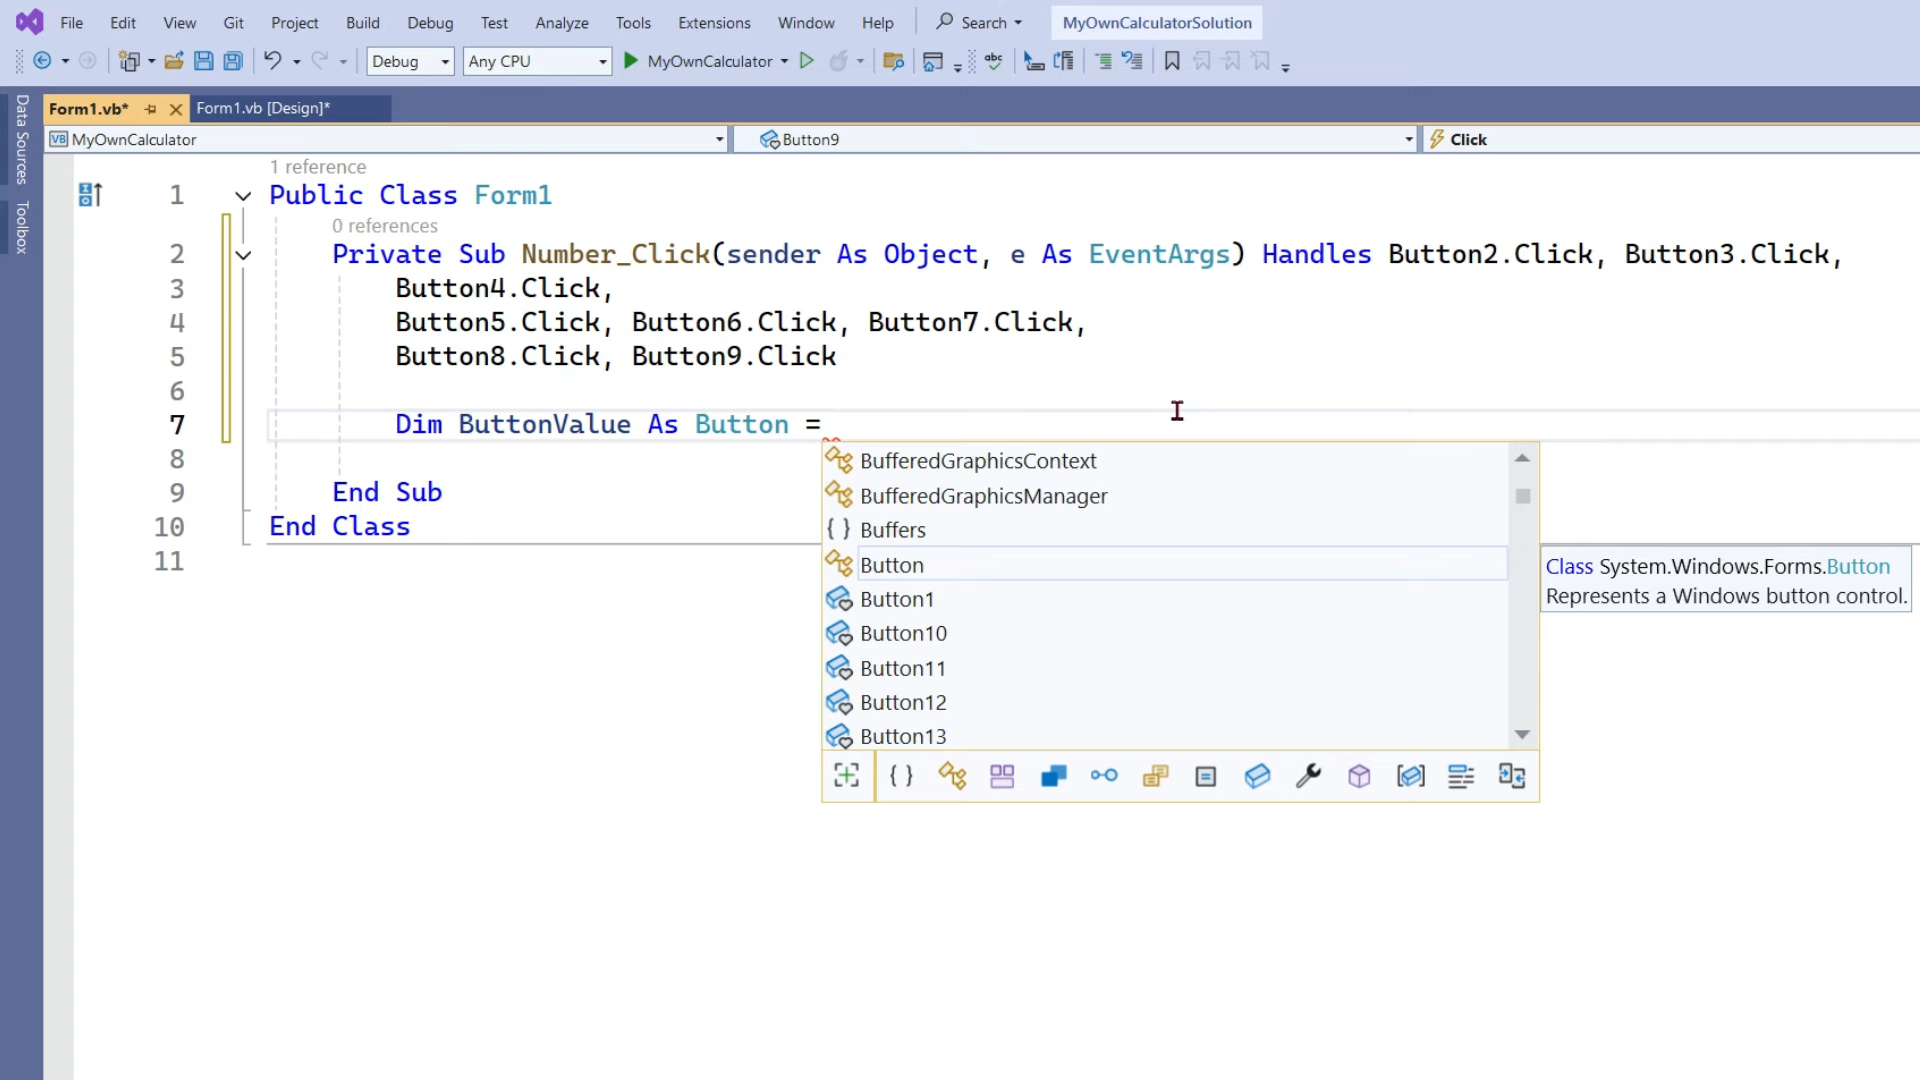 File Edit View Git Project Build Debug Test Analyze Tools Extensions Window Help Search MyOwnCalculatorSolution
Debug Any CPU MyOwnCalculator abc
Form1.vb* Form1.vb [Design]*
Data Sources
Toolbox
VB MyOwnCalculator Button9 Click
1 reference
1 Public Class Form1
0 references
2 Private Sub Number_Click(sender As Object, e As EventArgs) Handles Button2.Click, Button3.Click,
3 Button4.Click,
4 Button5.Click, Button6.Click, Button7.Click,
5 Button8.Click, Button9.Click
6
7 Dim ButtonValue As Button =
8
9 End Sub
10 End Class
11
BufferedGraphicsContext
BufferedGraphicsManager
{ } Buffers
Button
Button1
Button10
Button11
Button12
Button13
{ }
Class System.Windows.Forms.Button
Represents a Windows button control.